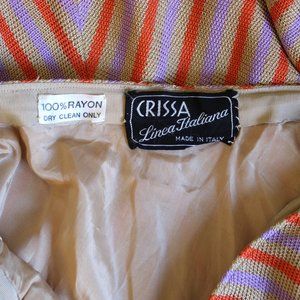 100% RAYON
DRY CLEAN ONLY
CRISSA
Linea Italiana
MADE IN ITALY